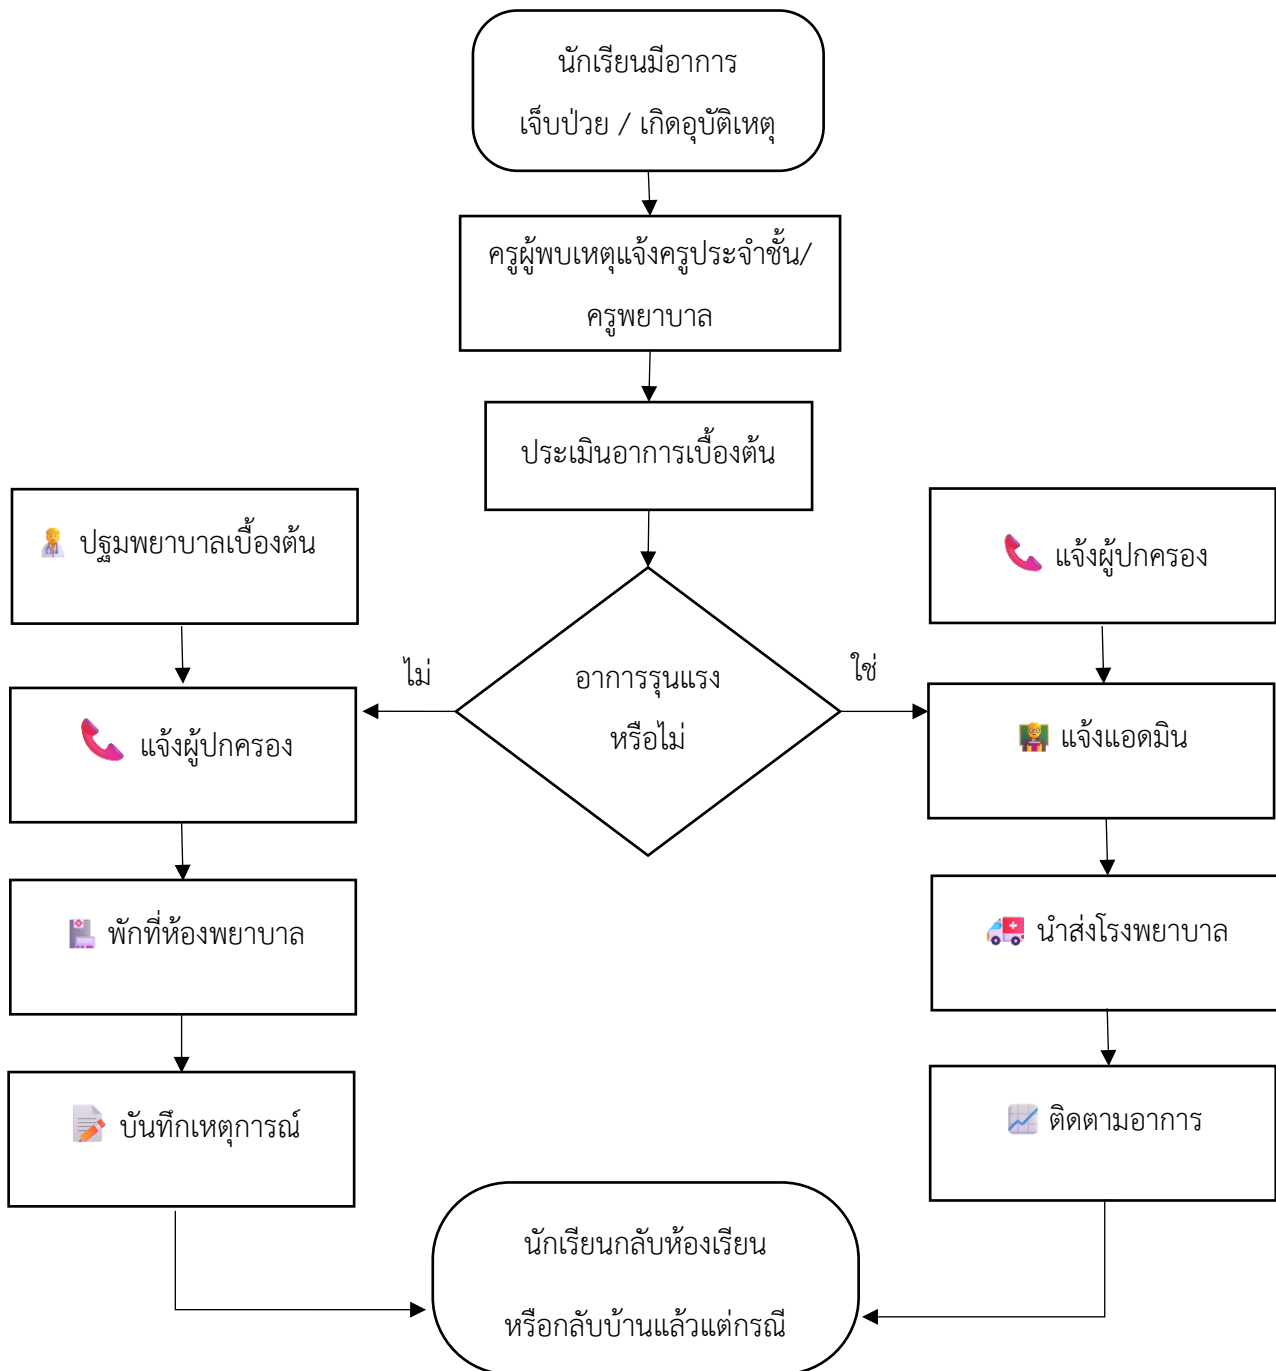 นักเรียนมีอาการ
เจ็บป่วย / เกิดอุบัติเหตุ
ครูผู้พบเหตุแจ้งครูประจำชั้น/
ครูพยาบาล
ประเมินอาการเบื้องต้น
อาการรุนแรง
หรือไม่
ไม่
ใช่
ปฐมพยาบาลเบื้องต้น
แจ้งผู้ปกครอง
พักที่ห้องพยาบาล
บันทึกเหตุการณ์
แจ้งผู้ปกครอง
แจ้งแอดมิน
นำส่งโรงพยาบาล
ติดตามอาการ
นักเรียนกลับห้องเรียน
หรือกลับบ้านแล้วแต่กรณี